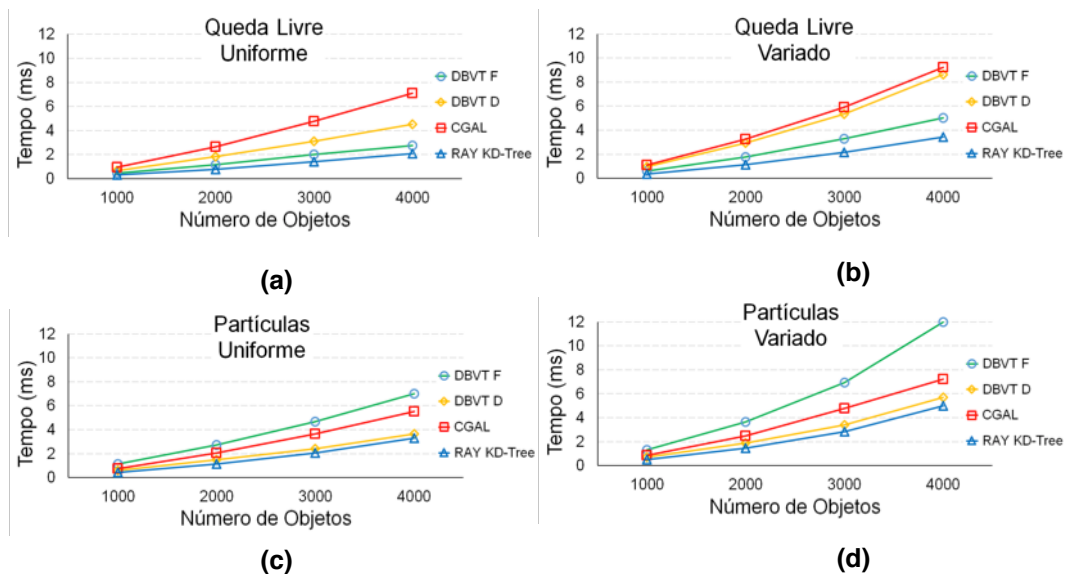 Queda Livre
Uniforme
12
10
8
6
4
2
0
Tempo (ms)
1000 2000 3000 4000
Número de Objetos
DBVT F
DBVT D
CGAL
RAY KD-Tree
(a)
Queda Livre
Variado
12
10
8
6
4
2
0
Tempo (ms)
1000 2000 3000 4000
Número de Objetos
DBVT F
DBVT D
CGAL
RAY KD-Tree
(b)
Partículas
Uniforme
12
10
8
6
4
2
0
Tempo (ms)
1000 2000 3000 4000
Número de Objetos
DBVT F
DBVT D
CGAL
RAY KD-Tree
(c)
Partículas
Variado
12
10
8
6
4
2
0
Tempo (ms)
1000 2000 3000 4000
Número de Objetos
DBVT F
DBVT D
CGAL
RAY KD-Tree
(d)